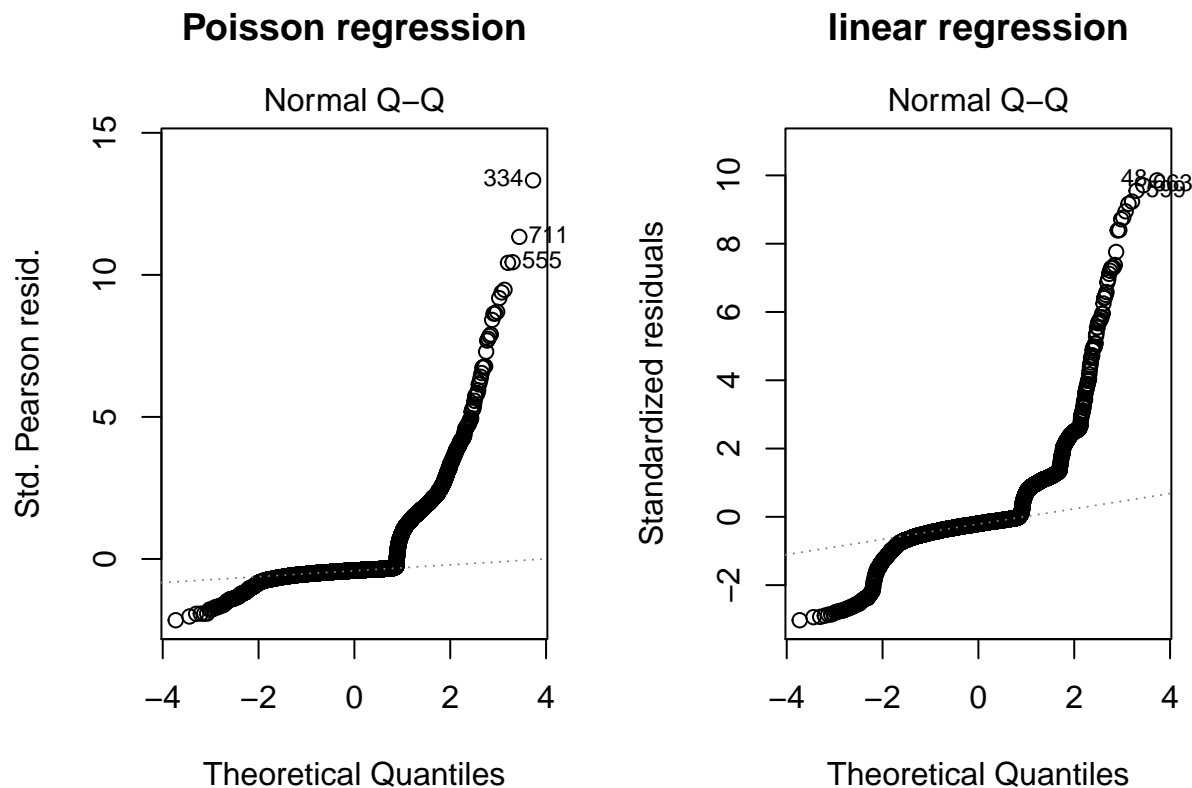 Poisson regression
Normal Q−Q
Std. Pearson resid.
15
10
5
0
334
711
555
−4 −2 0 2 4
Theoretical Quantiles
linear regression
Normal Q−Q
Standardized residuals
10
8
6
4
2
0
−2
−4 −2 0 2 4
Theoretical Quantiles